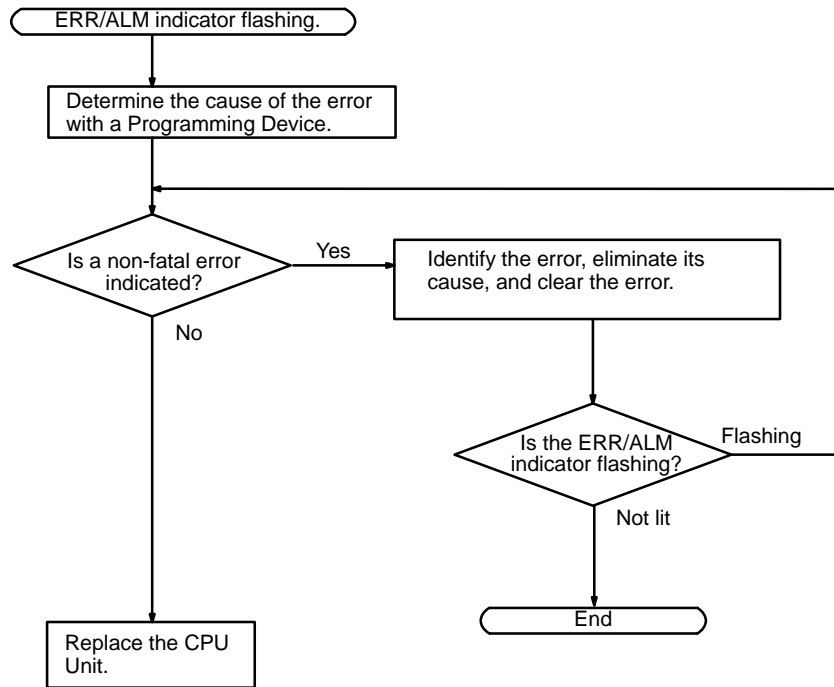 ERR/ALM indicator flashing.
Determine the cause of the error
with a Programming Device.
Is a non-fatal error
indicated?
Yes
No
Identify the error, eliminate its
cause, and clear the error.
Is the ERR/ALM
indicator flashing?
Flashing
Not lit
End
Replace the CPU
Unit.